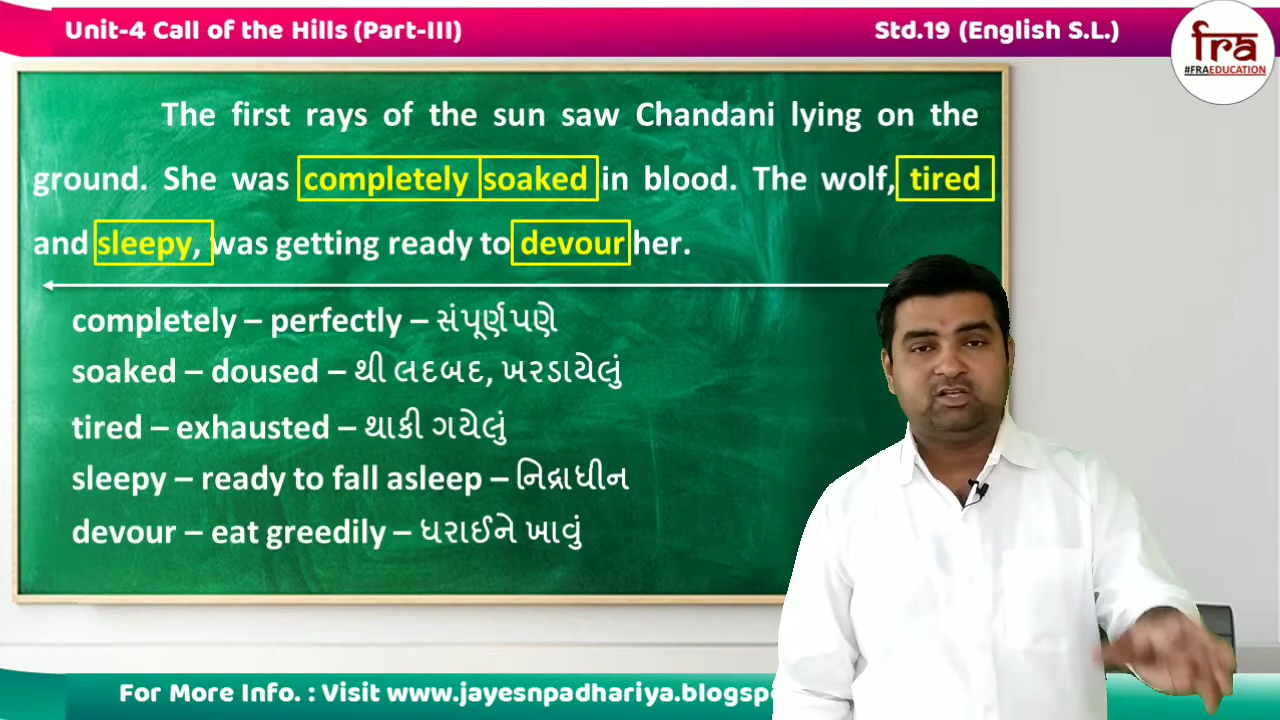 Unit-4 Call of the Hills (Part-III)
Std.19 (English S.L.)
fra
#FRAEDUCATION
The first rays of the sun saw Chandani lying on the
ground. She was completely soaked in blood. The wolf, tired
and sleepy, was getting ready to devour her.
completely – perfectly – સંપૂર્ણપણે
soaked – doused – થી લદબદ, ખરડાયેલું
tired – exhausted – થાકી ગયેલું
sleepy – ready to fall asleep – નિદ્રાધીન
devour – eat greedily – ધરાઈને ખાવું
For More Info. : Visit www.jayesnpadhariya.blogsp